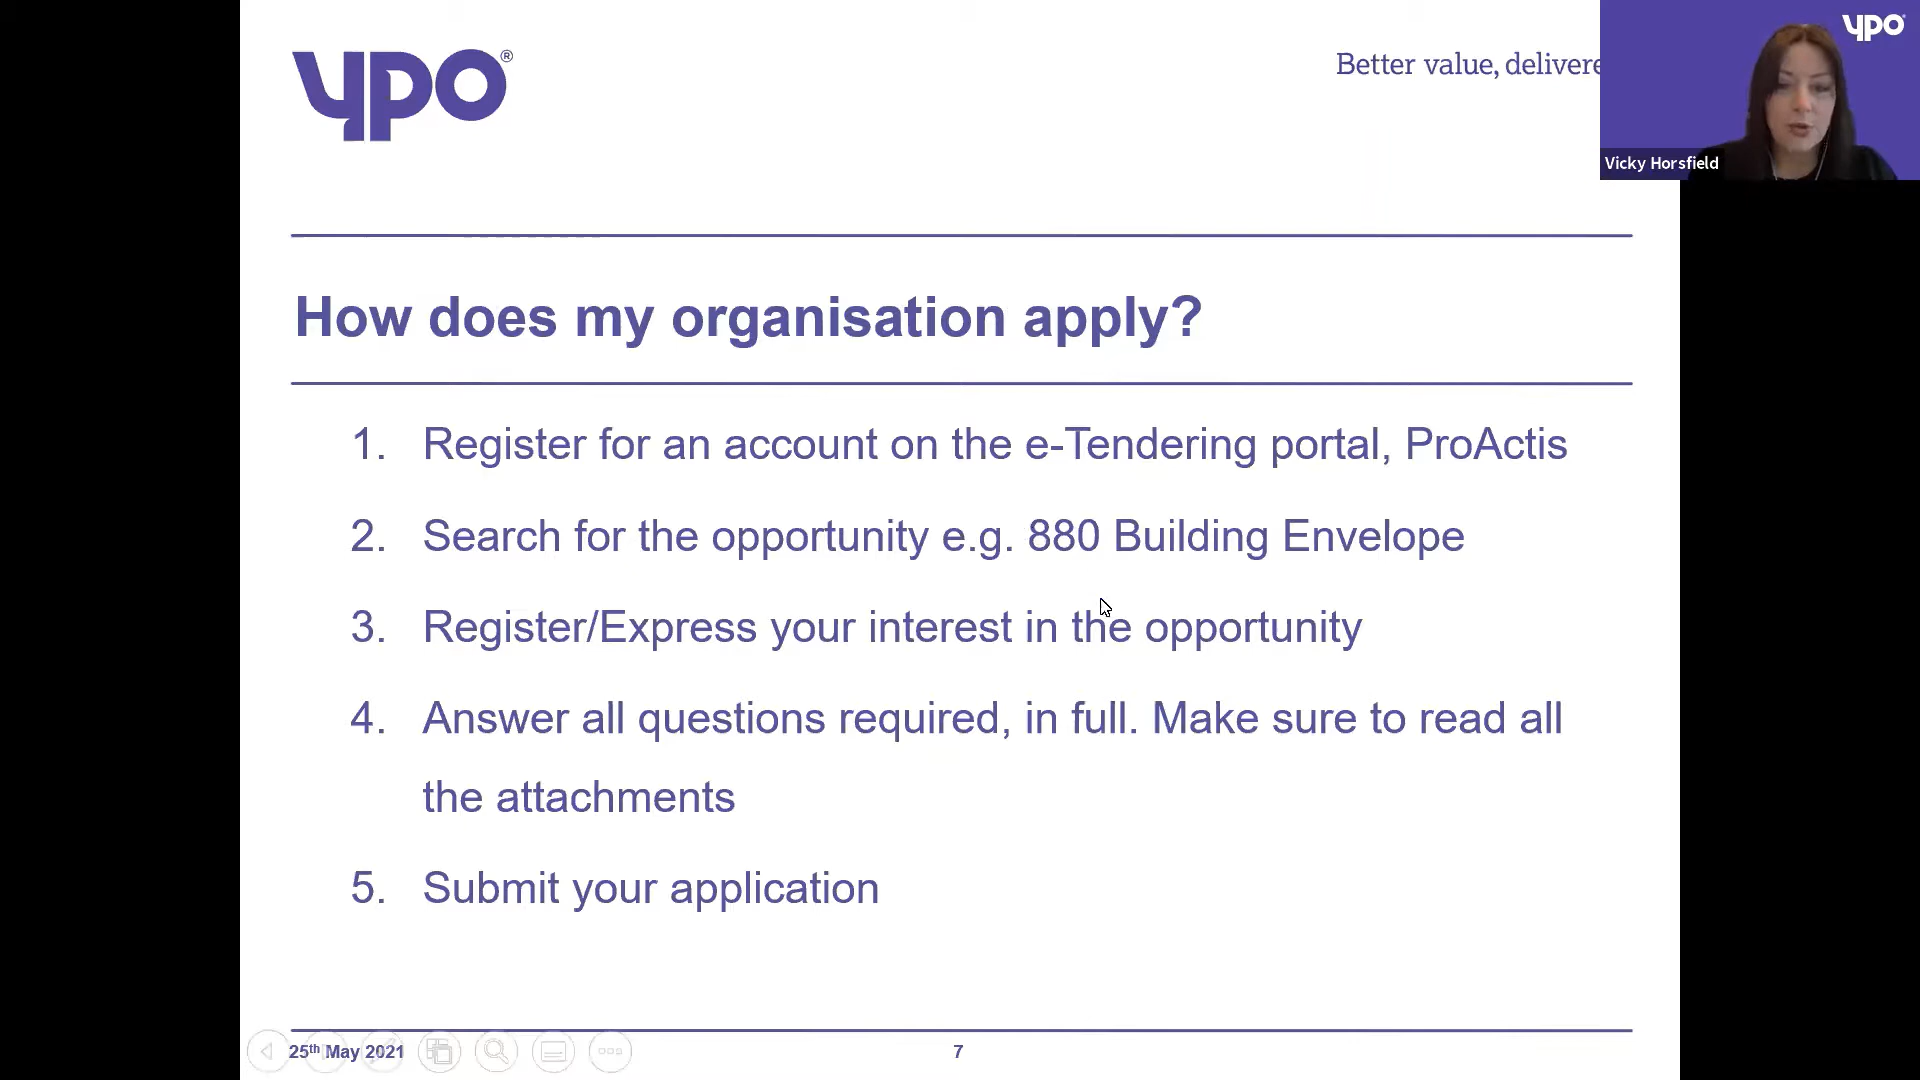 ypo®
Better value, delivere
ypo
Vicky Horsfield
How does my organisation apply?
1. Register for an account on the e-Tendering portal, ProActis
2. Search for the opportunity e.g. 880 Building Envelope
3. Register/Express your interest in the opportunity
4. Answer all questions required, in full. Make sure to read all
the attachments
5. Submit your application
25th May 2021
7